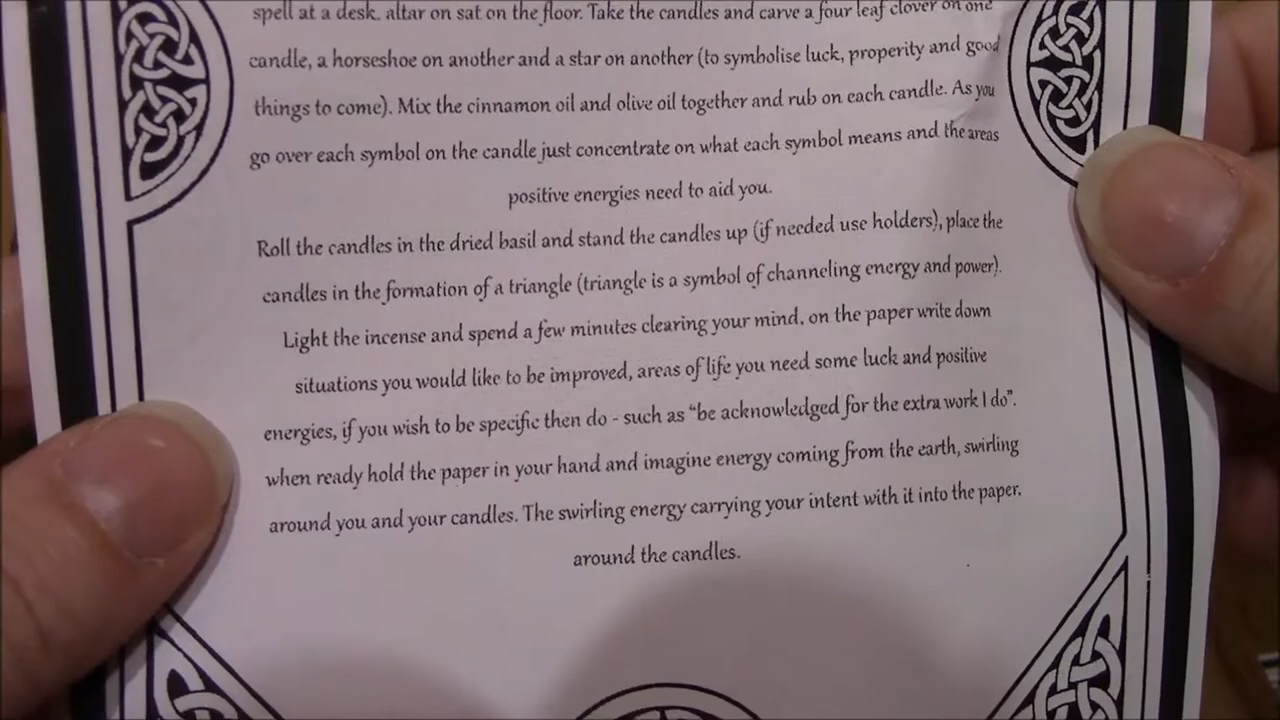 spell at a desk, altar on sat on the floor. Take the candles and carve a four leaf clover on one
candle, a horseshoe on another and a star on another (to symbolise luck, properity and good
things to come). Mix the cinnamon oil and olive oil together and rub on each candle. As you
go over each symbol on the candle just concentrate on what each symbol means and the areas
positive energies need to aid you.
Roll the candles in the dried basil and stand the candles up (if needed use holders), place the
candles in the formation of a triangle (triangle is a symbol of channeling energy and power).
Light the incense and spend a few minutes clearing your mind, on the paper write down
situations you would like to be improved, areas of life you need some luck and positive
energies, if you wish to be specific then do - such as “be acknowledged for the extra work I do”.
when ready hold the paper in your hand and imagine energy coming from the earth, swirling
around you and your candles. The swirling energy carrying your intent with it into the paper,
around the candles.